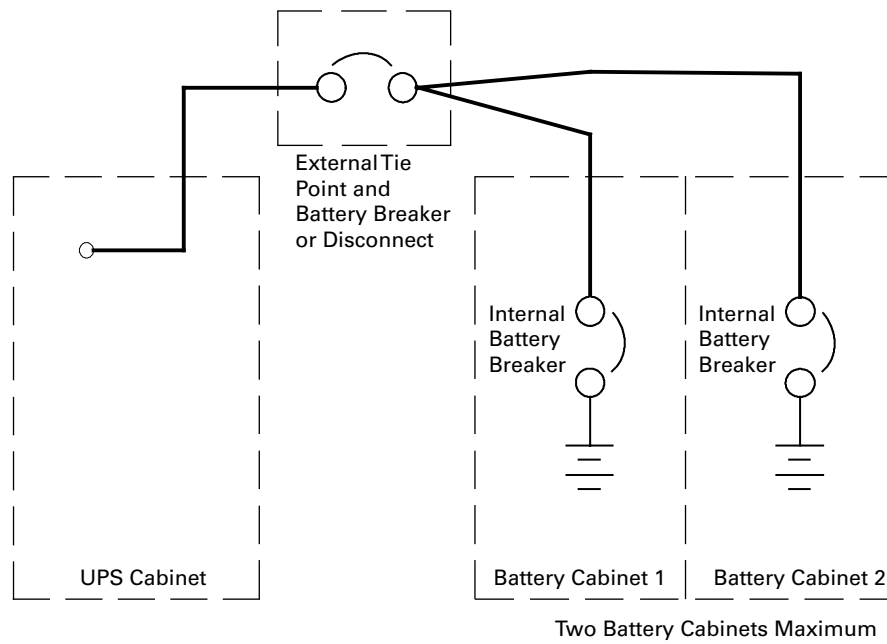 External Tie
Point and
Battery Breaker
or Disconnect
Internal
Battery
Breaker
Internal
Battery
Breaker
UPS Cabinet
Battery Cabinet 1
Battery Cabinet 2
Two Battery Cabinets Maximum